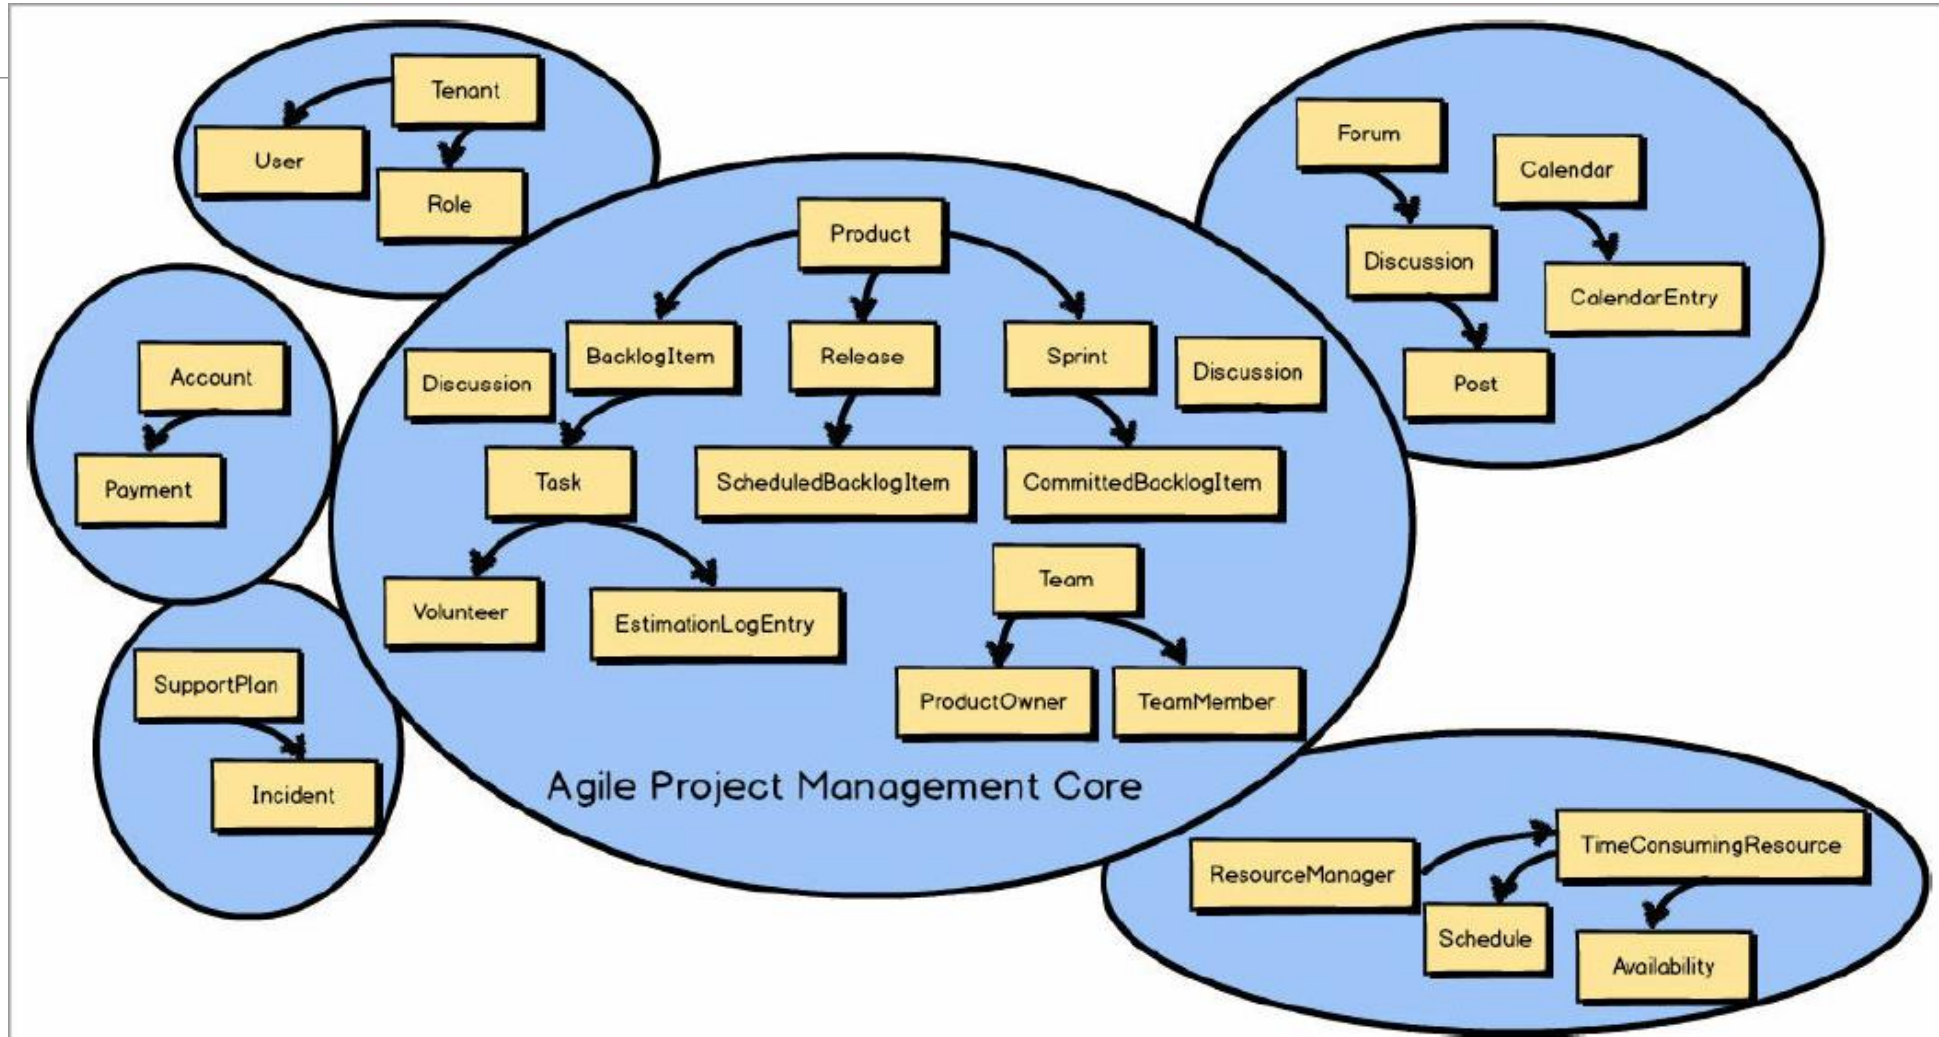 Tenant
User
Role
Forum
Calendar
Discussion
CalendarEntry
Post
Account
Payment
SupportPlan
Incident
Product
BacklogItem
Release
Sprint
Discussion
Discussion
Task
ScheduledBacklogItem
CommittedBacklogItem
Volunteer
EstimationLogEntry
Team
ProductOwner
TeamMember
Agile Project Management Core
ResourceManager
TimeConsumingResource
Schedule
Availability